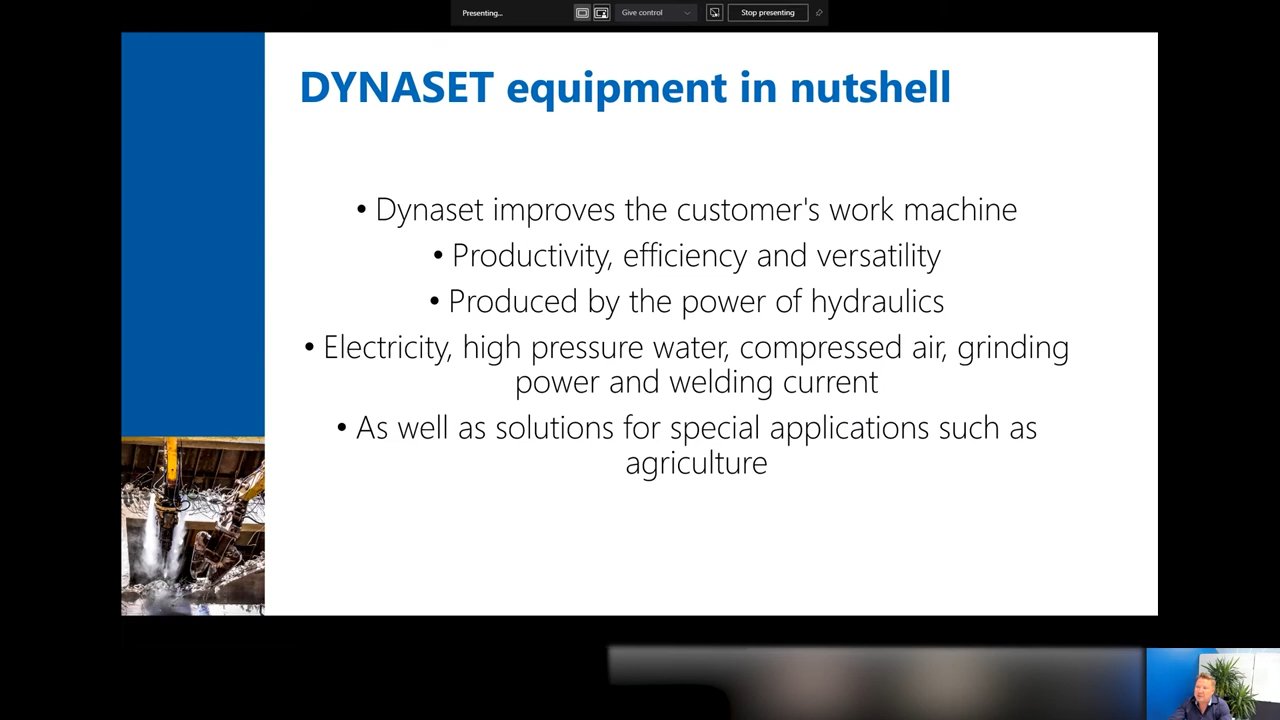 Presenting...
Give control
Stop presenting
DYNASET equipment in nutshell
• Dynaset improves the customer's work machine
• Productivity, efficiency and versatility
• Produced by the power of hydraulics
• Electricity, high pressure water, compressed air, grinding
power and welding current
• As well as solutions for special applications such as
agriculture